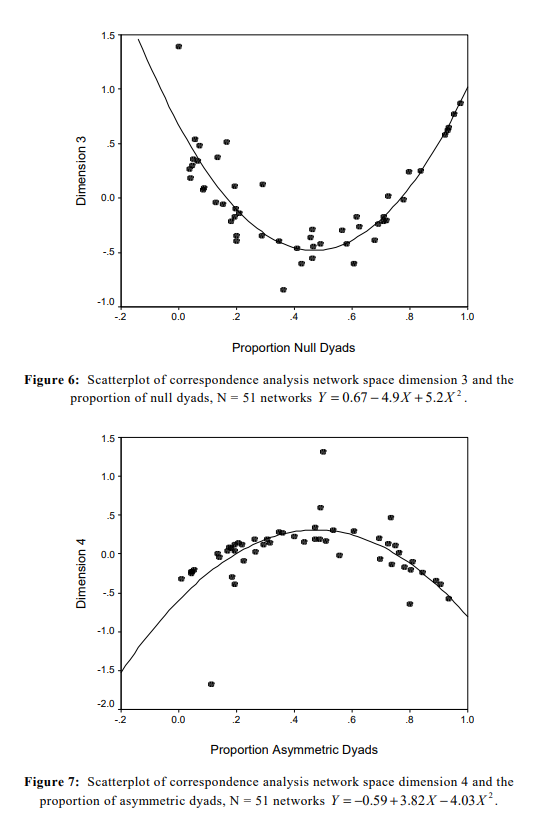 1.5
1.0
.5
0.0
-.5
-1.0
Dimension 3
-.2 0.0 .2 .4 .6 .8 1.0
Proportion Null Dyads
Figure 6: Scatterplot of correspondence analysis network space dimension 3 and the
proportion of null dyads, N = 51 networks Y = 0.67 – 4.9X + 5.2X².
1.5
1.0
.5
0.0
-.5
-1.0
-1.5
-2.0
Dimension 4
-.2 0.0 .2 .4 .6 .8 1.0
Proportion Asymmetric Dyads
Figure 7: Scatterplot of correspondence analysis network space dimension 4 and the
proportion of asymmetric dyads, N = 51 networks Y = –0.59 + 3.82X – 4.03X².